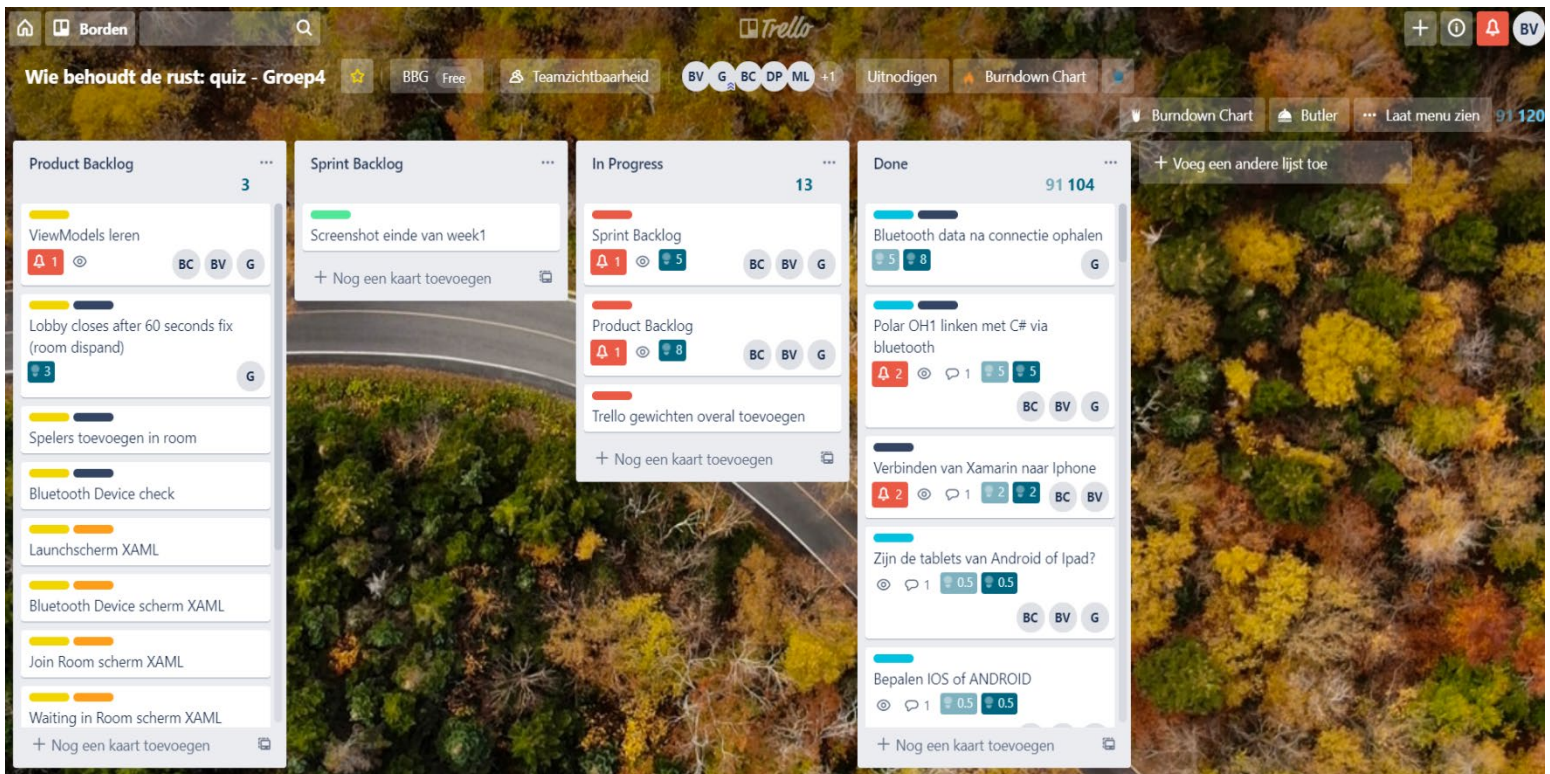 Borden
Trello
BV
Wie behoudt de rust: quiz - Groep4
BBG Free
Teamzichtbaarheid
BV G BC DP ML +1
Uitnodigen
Burndown Chart
Burndown Chart
Butler
Laat menu zien
91 120
Product Backlog
3
ViewModels leren
1
BC BV G
Lobby closes after 60 seconds fix
(room dispand)
3
G
Spelers toevoegen in room
Bluetooth Device check
Launchscherm XAML
Bluetooth Device scherm XAML
Join Room scherm XAML
Waiting in Room scherm XAML
+ Nog een kaart toevoegen
Sprint Backlog
Screenshot einde van week1
+ Nog een kaart toevoegen
In Progress
13
Sprint Backlog
1 5
BC BV G
Product Backlog
1 8
BC BV G
Trello gewichten overal toevoegen
+ Nog een kaart toevoegen
Done
91 104
Bluetooth data na connectie ophalen
5 8
G
Polar OH1 linken met C# via
bluetooth
2 1 5 5
BC BV G
Verbinden van Xamarin naar Iphone
2 1 2 2
BC BV
Zijn de tablets van Android of Ipad?
1 0.5 0.5
BC BV G
Bepalen IOS of ANDROID
1 0.5 0.5
+ Nog een kaart toevoegen
+ Voeg een andere lijst toe